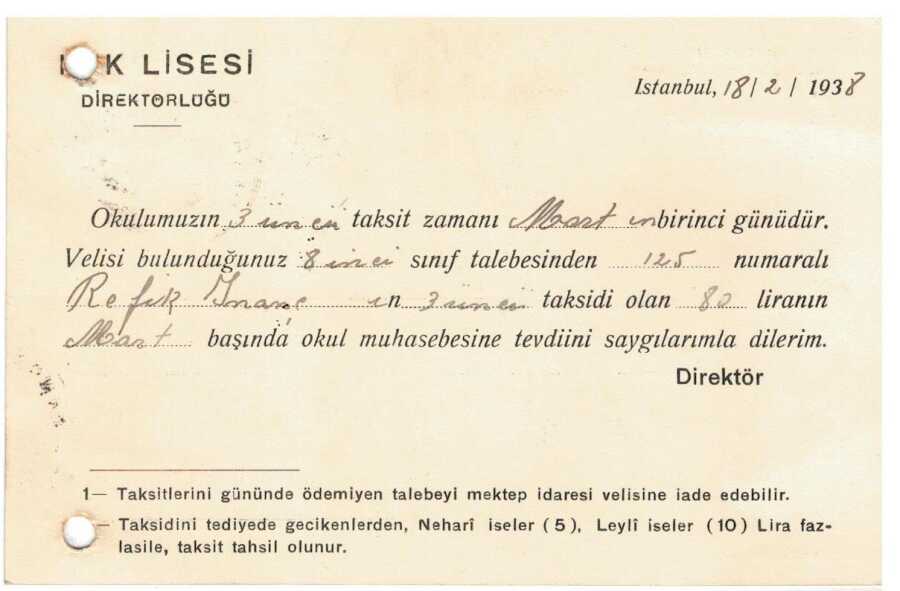 K LİSESİ
DİREKTORLÜĞÜ
Istanbul, 18 / 2 / 1938
Okulumuzın 3 üncü taksit zamanı Mart ın birinci günüdür.
Velisi bulunduğunuz 8 inci sınıf talebesinden 125 numaralı
Refik İnanc ın 3 üncü taksidi olan 80 liranın
Mart başında okul muhasebesine tevdiini saygılarımla dilerim.
Direktör
1— Taksitlerini gününde ödemiyen talebeyi mektep idaresi velisine iade edebilir.
— Taksidini tediyede gecikenlerden, Neharî iseler (5), Leylî iseler (10) Lira faz-
lasile, taksit tahsil olunur.